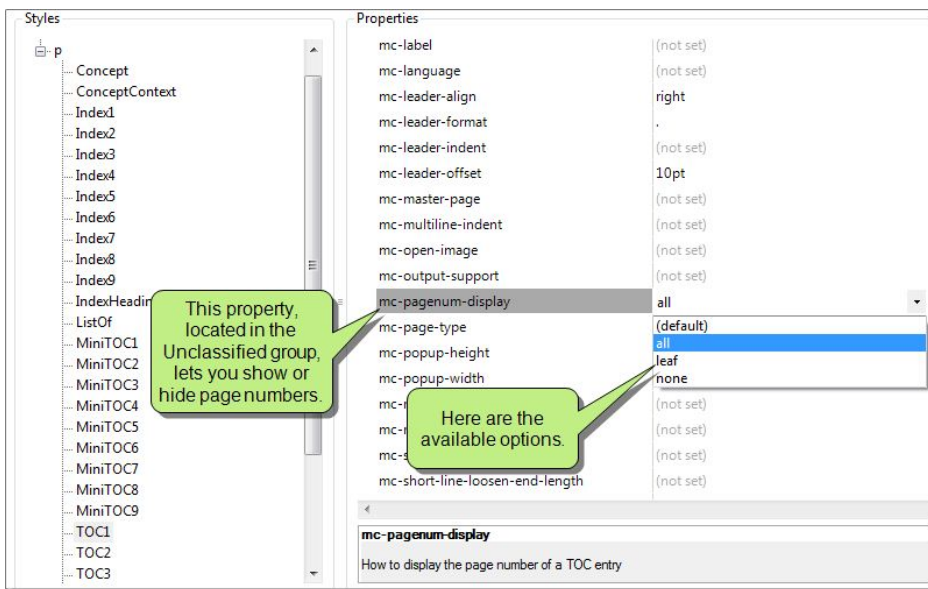 Styles
p
Concept
ConceptContext
Index1
Index2
Index3
Index4
Index5
Index6
Index7
Index8
Index9
IndexHeadin
ListOf
MiniTOC1
MiniTOC2
MiniTOC3
MiniTOC4
MiniTOC5
MiniTOC6
MiniTOC7
MiniTOC8
MiniTOC9
TOC1
TOC2
TOC3
This property,
located in the
Unclassified group,
lets you show or
hide page numbers.
Properties
mc-label (not set)
mc-language (not set)
mc-leader-align right
mc-leader-format .
mc-leader-indent (not set)
mc-leader-offset 10pt
mc-master-page (not set)
mc-multiline-indent (not set)
mc-open-image (not set)
mc-output-support (not set)
mc-pagenum-display all
mc-page-type
mc-popup-height
mc-popup-width
(default)
all
leaf
none
Here are the
available options.
mc-r (not set)
mc-r (not set)
mc-s (not set)
mc-short-line-loosen-end-length (not set)
mc-pagenum-display
How to display the page number of a TOC entry